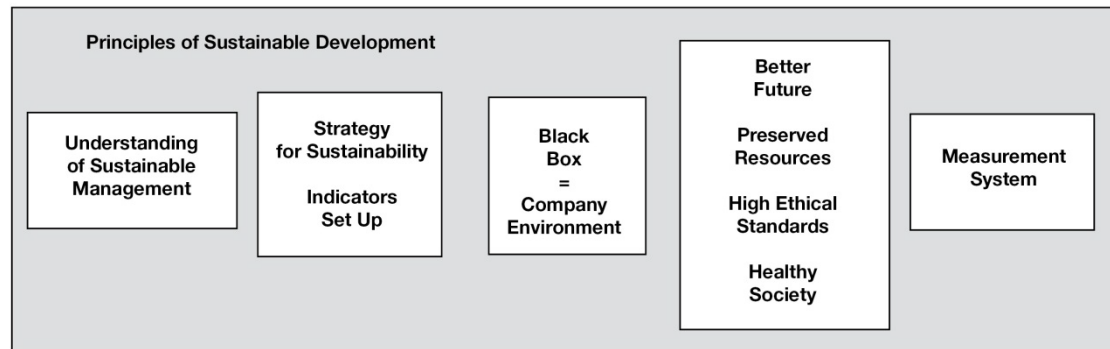 Principles of Sustainable Development
Understanding
of Sustainable
Management
Strategy
for Sustainability
Indicators
Set Up
Black
Box
=
Company
Environment
Better
Future
Preserved
Resources
High Ethical
Standards
Healthy
Society
Measurement
System